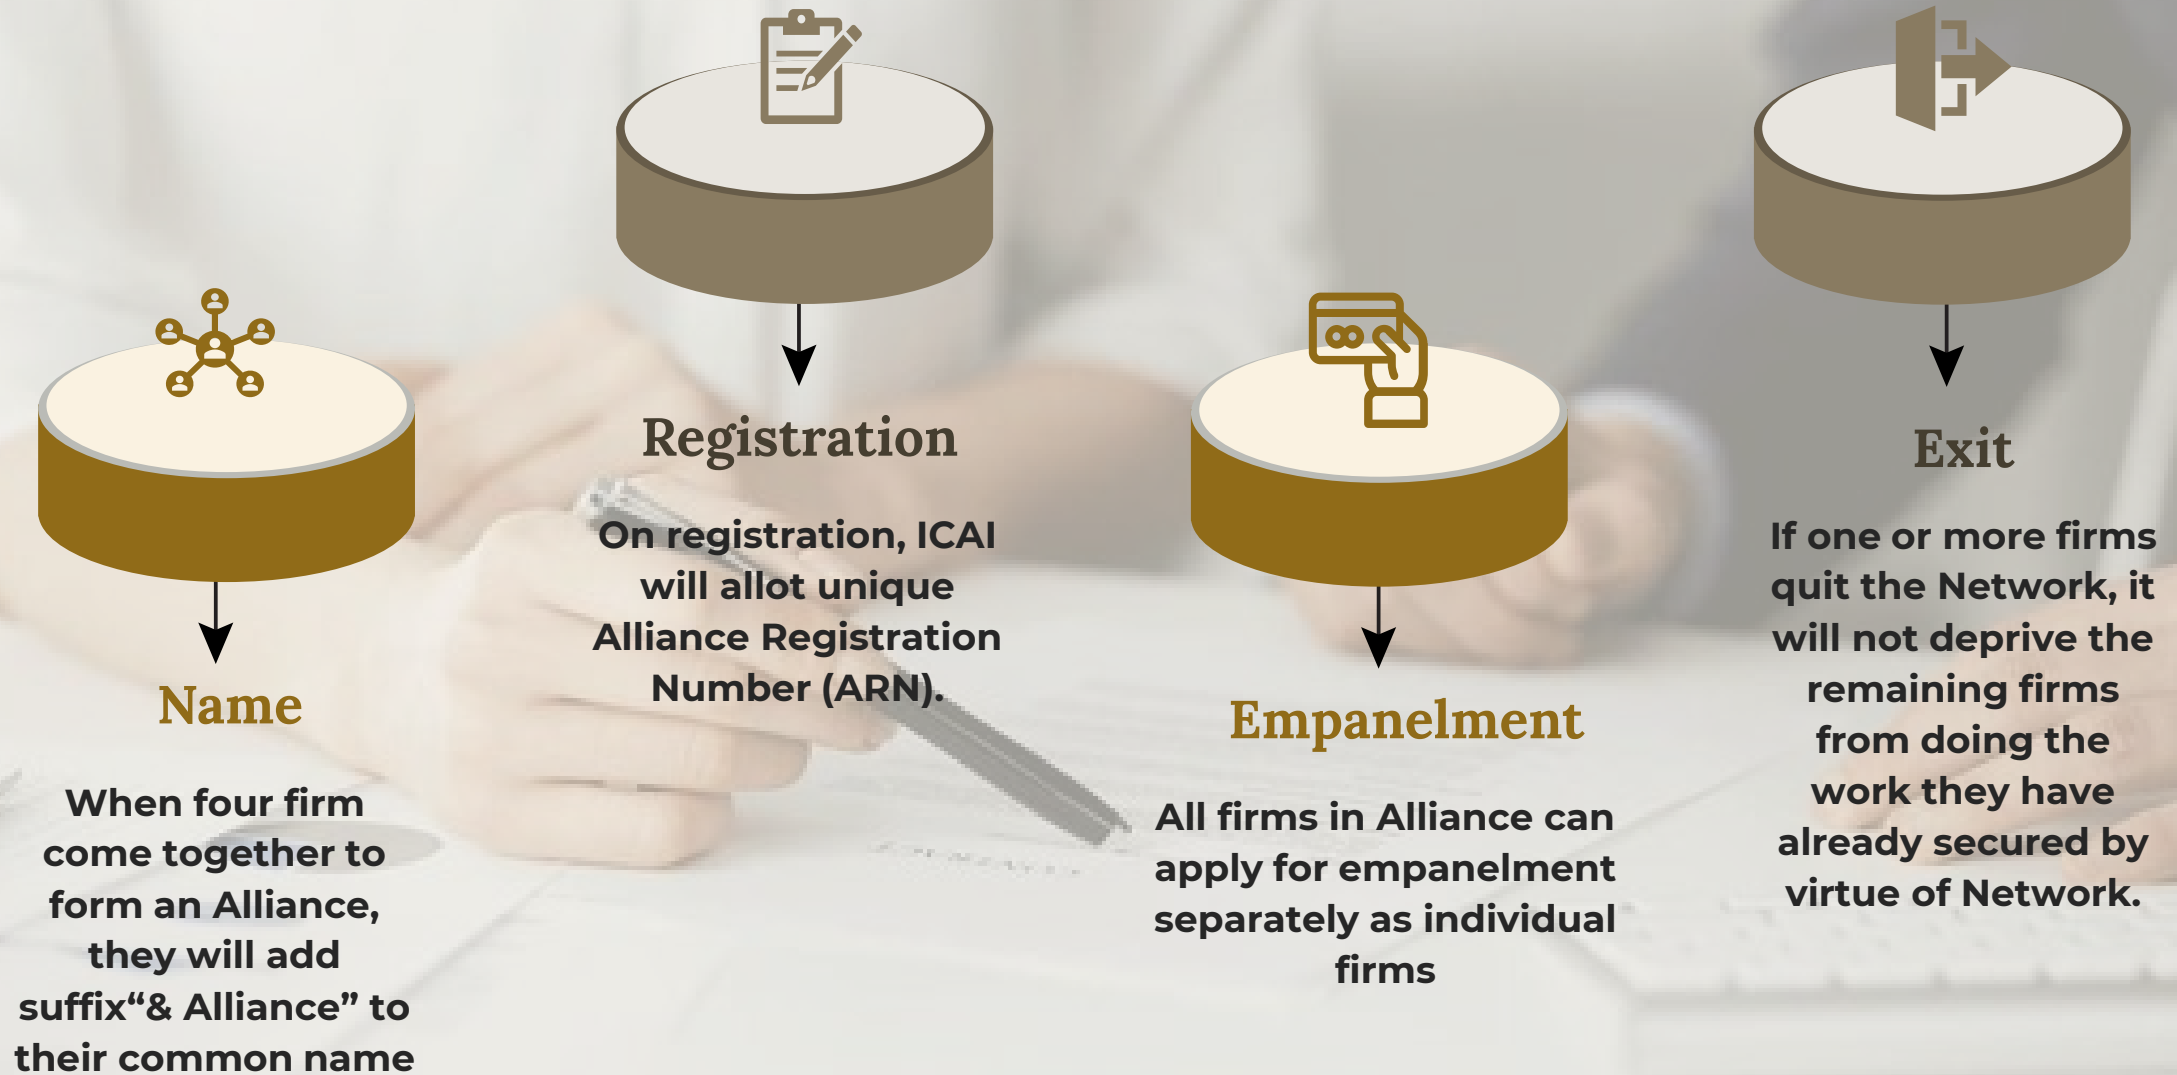 Name
When four firm
come together to
form an Alliance,
they will add
suffix“& Alliance” to
their common name
Registration
On registration, ICAI
will allot unique
Alliance Registration
Number (ARN).
Empanelment
All firms in Alliance can
apply for empanelment
separately as individual
firms
Exit
If one or more firms
quit the Network, it
will not deprive the
remaining firms
from doing the
work they have
already secured by
virtue of Network.